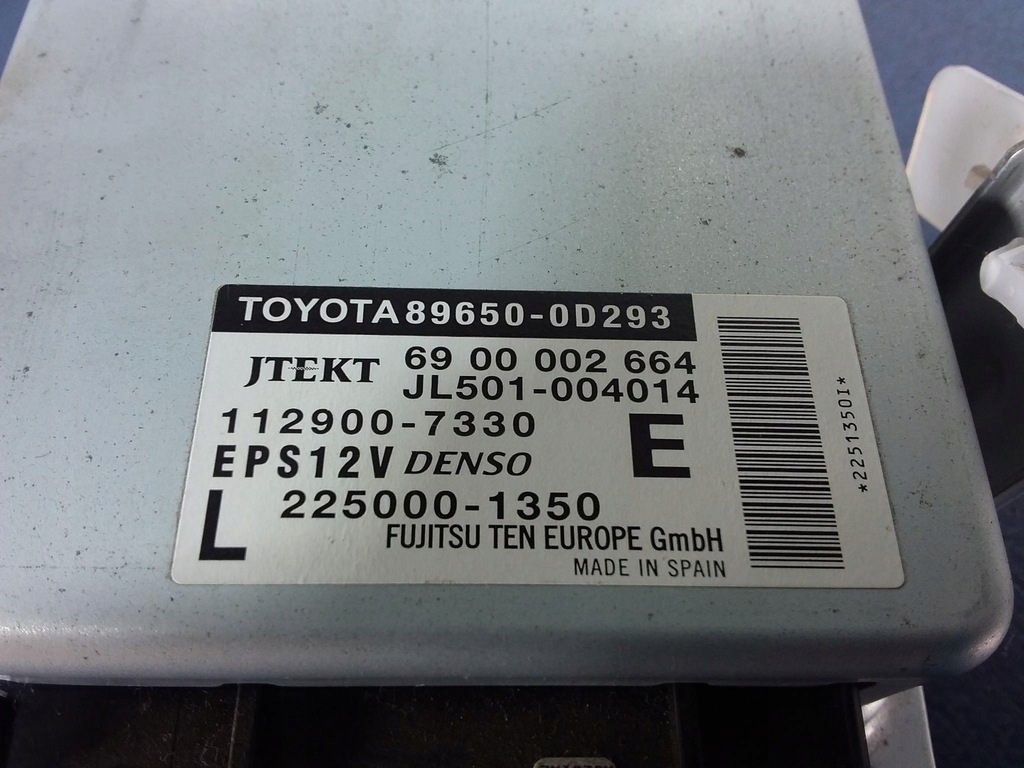 TOYOTA 89650-0D293
JTEKT 69 00 002 664
JL501-004014
112900-7330
E
EPS12V DENSO
L 225000-1350
FUJITSU TEN EUROPE GmbH
MADE IN SPAIN
*2251350I*